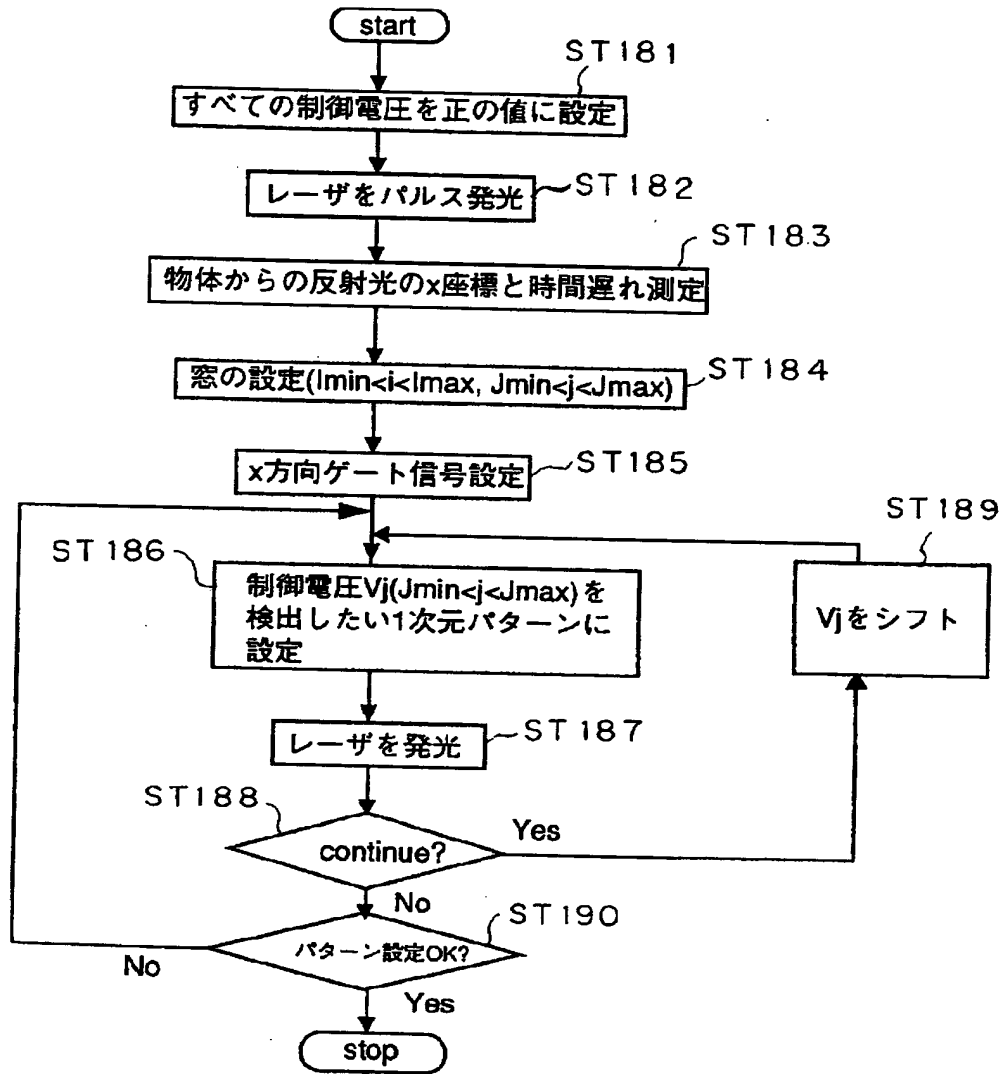 start
ST181
すべての制御電圧を正の値に設定
レーザをパルス発光
ST182
ST183
物体からの反射光のx座標と時間遅れ測定
ST184
窓の設定(Imin<i<Imax, Jmin<j<Jmax)
x方向ゲート信号設定
ST185
ST189
ST186
制御電圧Vj(Jmin<j<Jmax)を
検出したい1次元パターンに
設定
Vjをシフト
レーザを発光
ST187
ST188
continue?
Yes
No
ST190
パターン設定OK?
No
Yes
stop